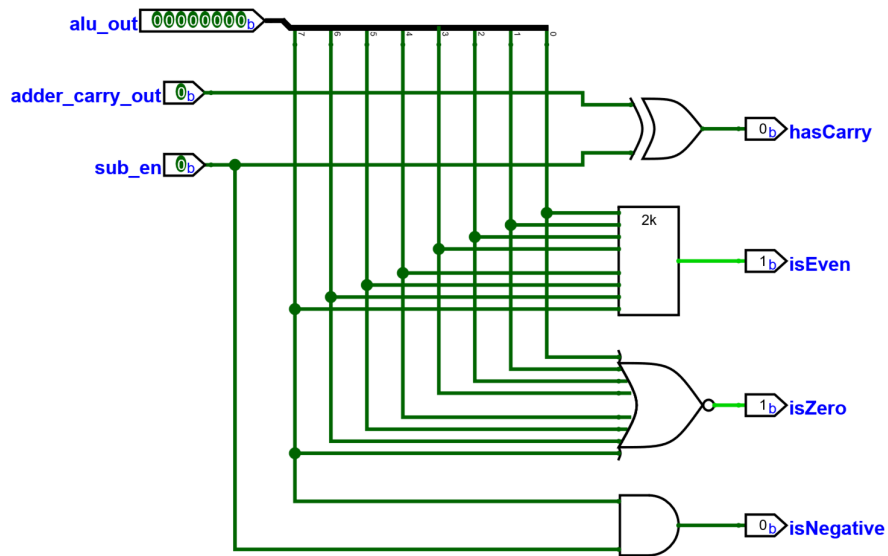 alu_out 00000000b
7 6 5 4 3 2 1 0
adder_carry_out 0b
0b hasCarry
sub_en 0b
2k
1b isEven
1b isZero
0b isNegative